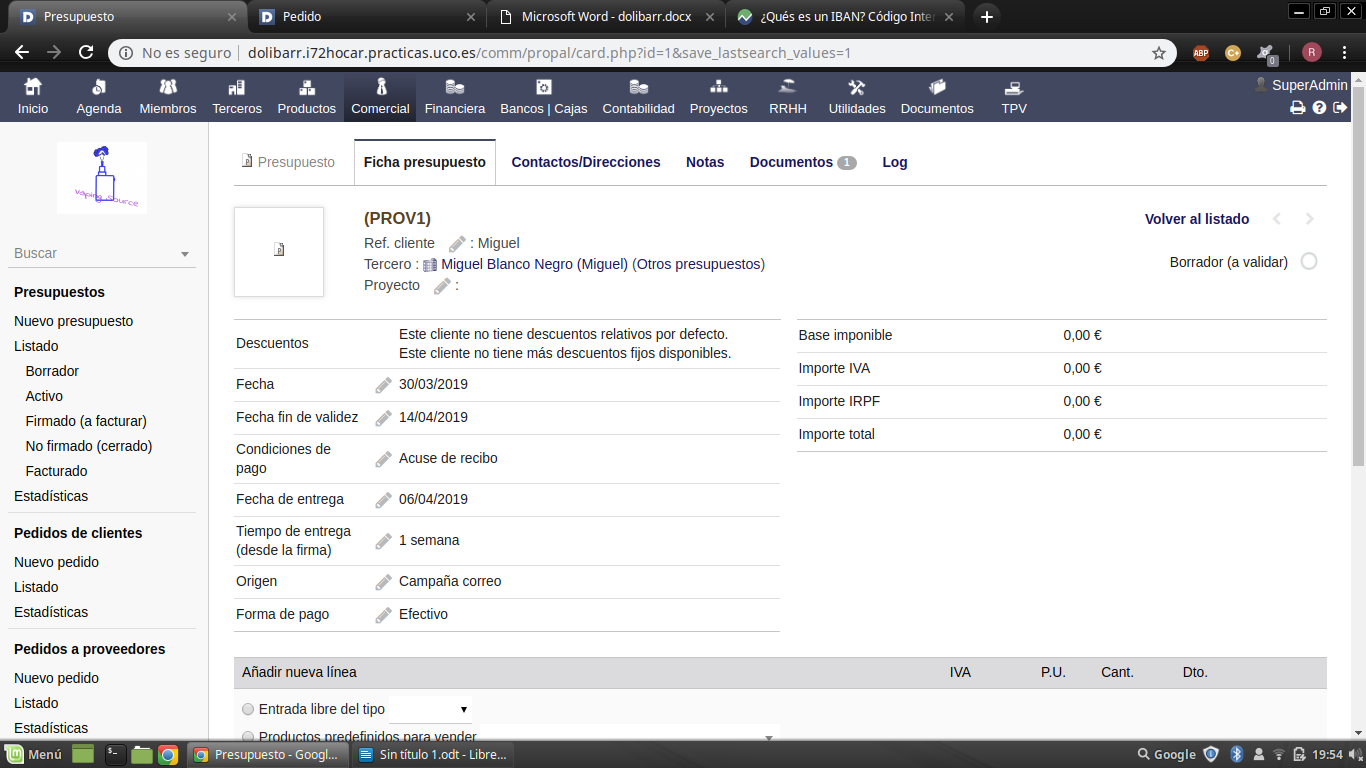 Presupuesto
Pedido
Microsoft Word - dolibarr.docx
¿Qués es un IBAN? Código Inter
No es seguro
dolibarr.i72hocar.practicas.uco.es/comm/propal/card.php?id=1&save_lastsearch_values=1
ABP
C+
0
R
Inicio
Agenda
Miembros
Terceros
Productos
Comercial
Financiera
Bancos | Cajas
Contabilidad
Proyectos
RRHH
Utilidades
Documentos
TPV
SuperAdmin
vaping source
Buscar
Presupuestos
Nuevo presupuesto
Listado
Borrador
Activo
Firmado (a facturar)
No firmado (cerrado)
Facturado
Estadísticas
Pedidos de clientes
Nuevo pedido
Listado
Estadísticas
Pedidos a proveedores
Nuevo pedido
Listado
Estadísticas
Presupuesto
Ficha presupuesto
Contactos/Direcciones
Notas
Documentos 1
Log
(PROV1)
Ref. cliente : Miguel
Tercero : Miguel Blanco Negro (Miguel) (Otros presupuestos)
Proyecto :
Volver al listado
Borrador (a validar)
Descuentos
Este cliente no tiene descuentos relativos por defecto.
Este cliente no tiene más descuentos fijos disponibles.
Fecha 30/03/2019
Fecha fin de validez 14/04/2019
Condiciones de
pago
Acuse de recibo
Fecha de entrega 06/04/2019
Tiempo de entrega
(desde la firma)
1 semana
Origen Campaña correo
Forma de pago Efectivo
Base imponible 0,00 €
Importe IVA 0,00 €
Importe IRPF 0,00 €
Importe total 0,00 €
Añadir nueva línea IVA P.U. Cant. Dto.
Entrada libre del tipo
Productos predefinidos para vender
Menú
Presupuesto - Googl...
Sin título 1.odt - Libre...
Google
19:54